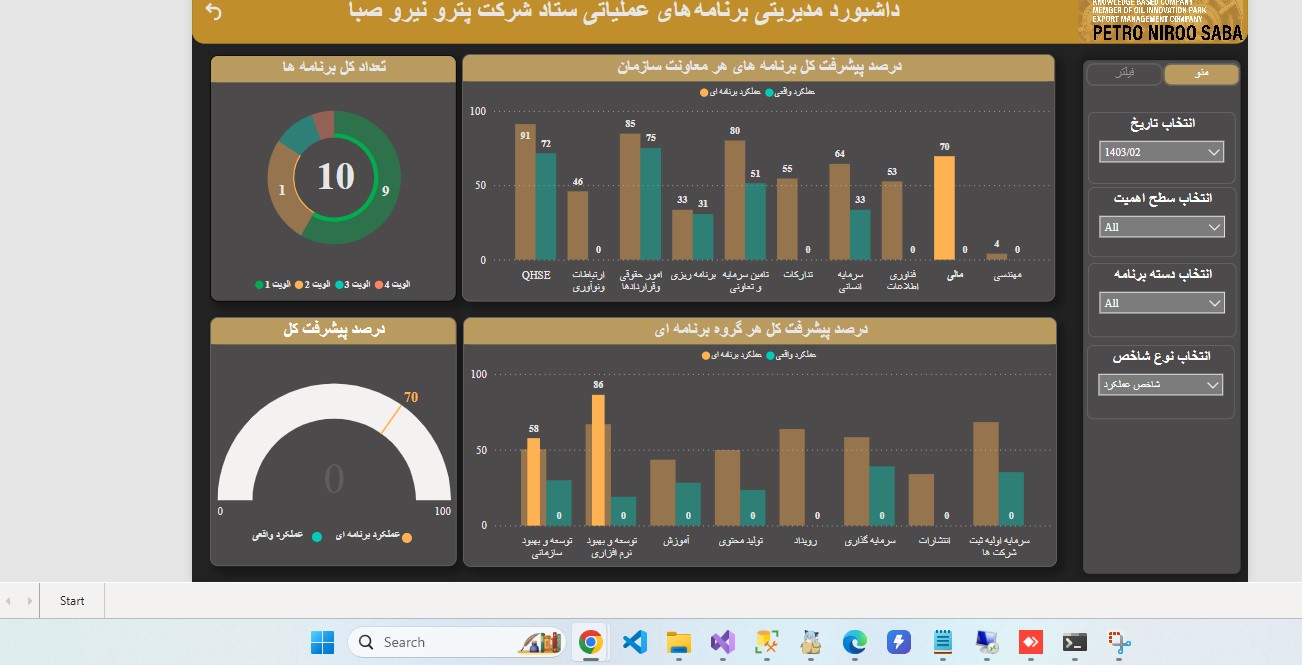 داشبورد مدیریتی برنامه های عملیاتی ستاد شرکت پترو نیرو صبا
KNOWLEDGE BASED COMPANY
MEMBER OF OIL INNOVATION PARK
EXPORT MANAGEMENT COMPANY
PETRO NIROO SABA
منو
فیلتر
انتخاب تاریخ
1403/02
انتخاب سطح اهمیت
All
انتخاب دسته برنامه
All
انتخاب نوع شاخص
شاخص عملکرد
درصد پیشرفت کل برنامه های هر معاونت سازمان
عملکرد واقعی
عملکرد برنامه ای
100
50
0
91
72
46
0
85
75
33
31
80
51
55
0
64
33
53
0
70
0
4
0
QHSE
ارتباطات ونوآوری
امور حقوقی وقراردادها
برنامه ریزی
تامین سرمایه و تعاونی
تدارکات
سرمایه انسانی
فناوری اطلاعات
مالی
مهندسی
تعداد کل برنامه ها
10
1
9
الویت 1
الویت 2
الویت 3
الویت 4
درصد پیشرفت کل هر گروه برنامه ای
عملکرد واقعی
عملکرد برنامه ای
100
50
0
58
0
86
0
0
0
0
0
0
0
توسعه و بهبود سازمانی
توسعه و بهبود نرم افزاری
آموزش
تولید محتوی
رویداد
سرمایه گذاری
انتشارات
سرمایه اولیه ثبت شرکت ها
درصد پیشرفت کل
70
0
0
100
عملکرد برنامه ای
عملکرد واقعی
Start
Search